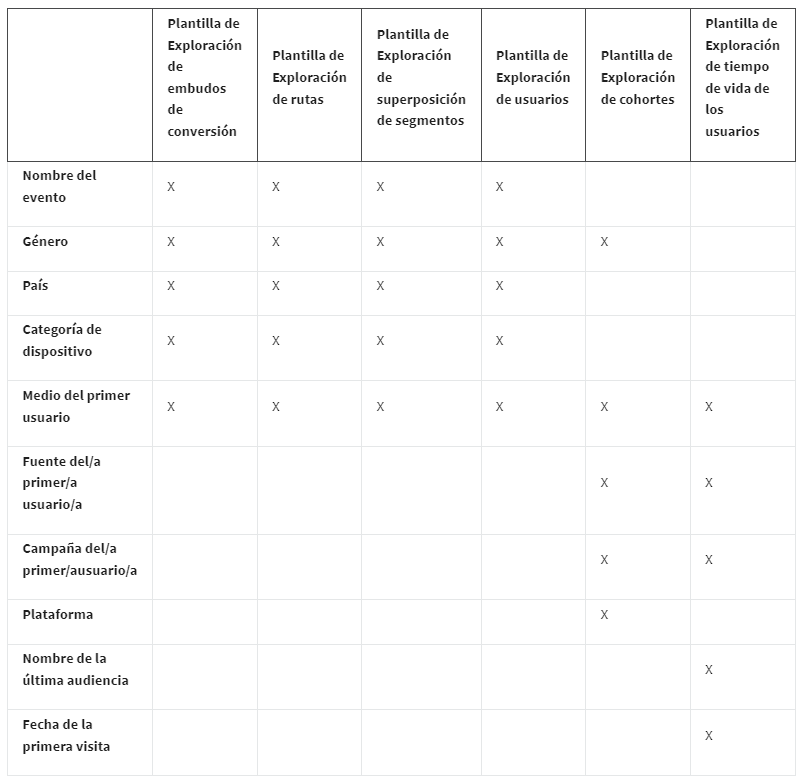 Plantilla de
Exploración
de
embudos
de
conversión
Plantilla de
Exploración
de rutas
Plantilla de
Exploración
de
superposición
de segmentos
Plantilla de
Exploración
de usuarios
Plantilla de
Exploración
de cohortes
Plantilla de
Exploración
de tiempo
de vida de
los
usuarios
Nombre del
evento
X X X X
Género X X X X X
País X X X X
Categoría de
dispositivo
X X X X
Medio del primer
usuario
X X X X X X
Fuente del/a
primer/a
usuario/a
X X
Campaña del/a
primer/ausuario/a
X X
Plataforma X
Nombre de la
última audiencia
X
Fecha de la
primera visita
X